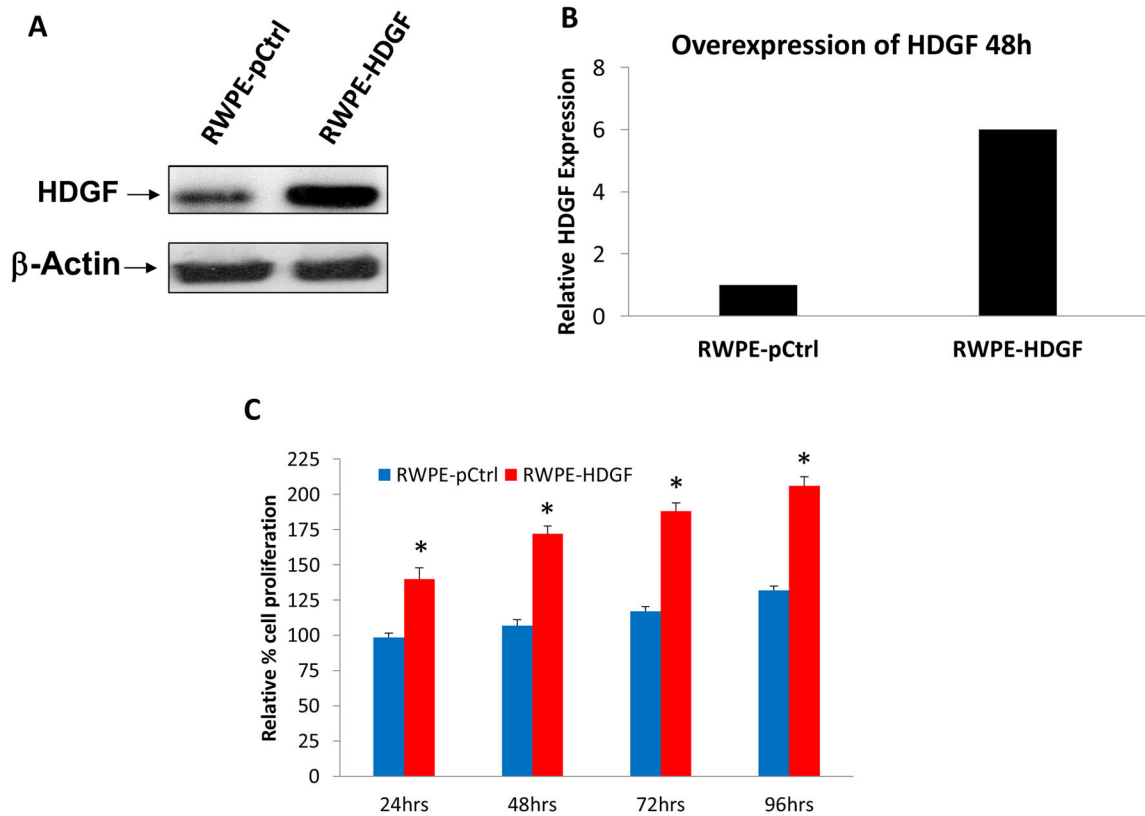 A
RWPE-pCtrl
RWPE-HDGF
HDGF
β-Actin
B
Overexpression of HDGF 48h
Relative HDGF Expression
8
6
4
2
0
RWPE-pCtrl
RWPE-HDGF
C
Relative % cell proliferation
225
200
175
150
125
100
75
50
25
0
RWPE-pCtrl
RWPE-HDGF
*
*
*
*
24hrs
48hrs
72hrs
96hrs